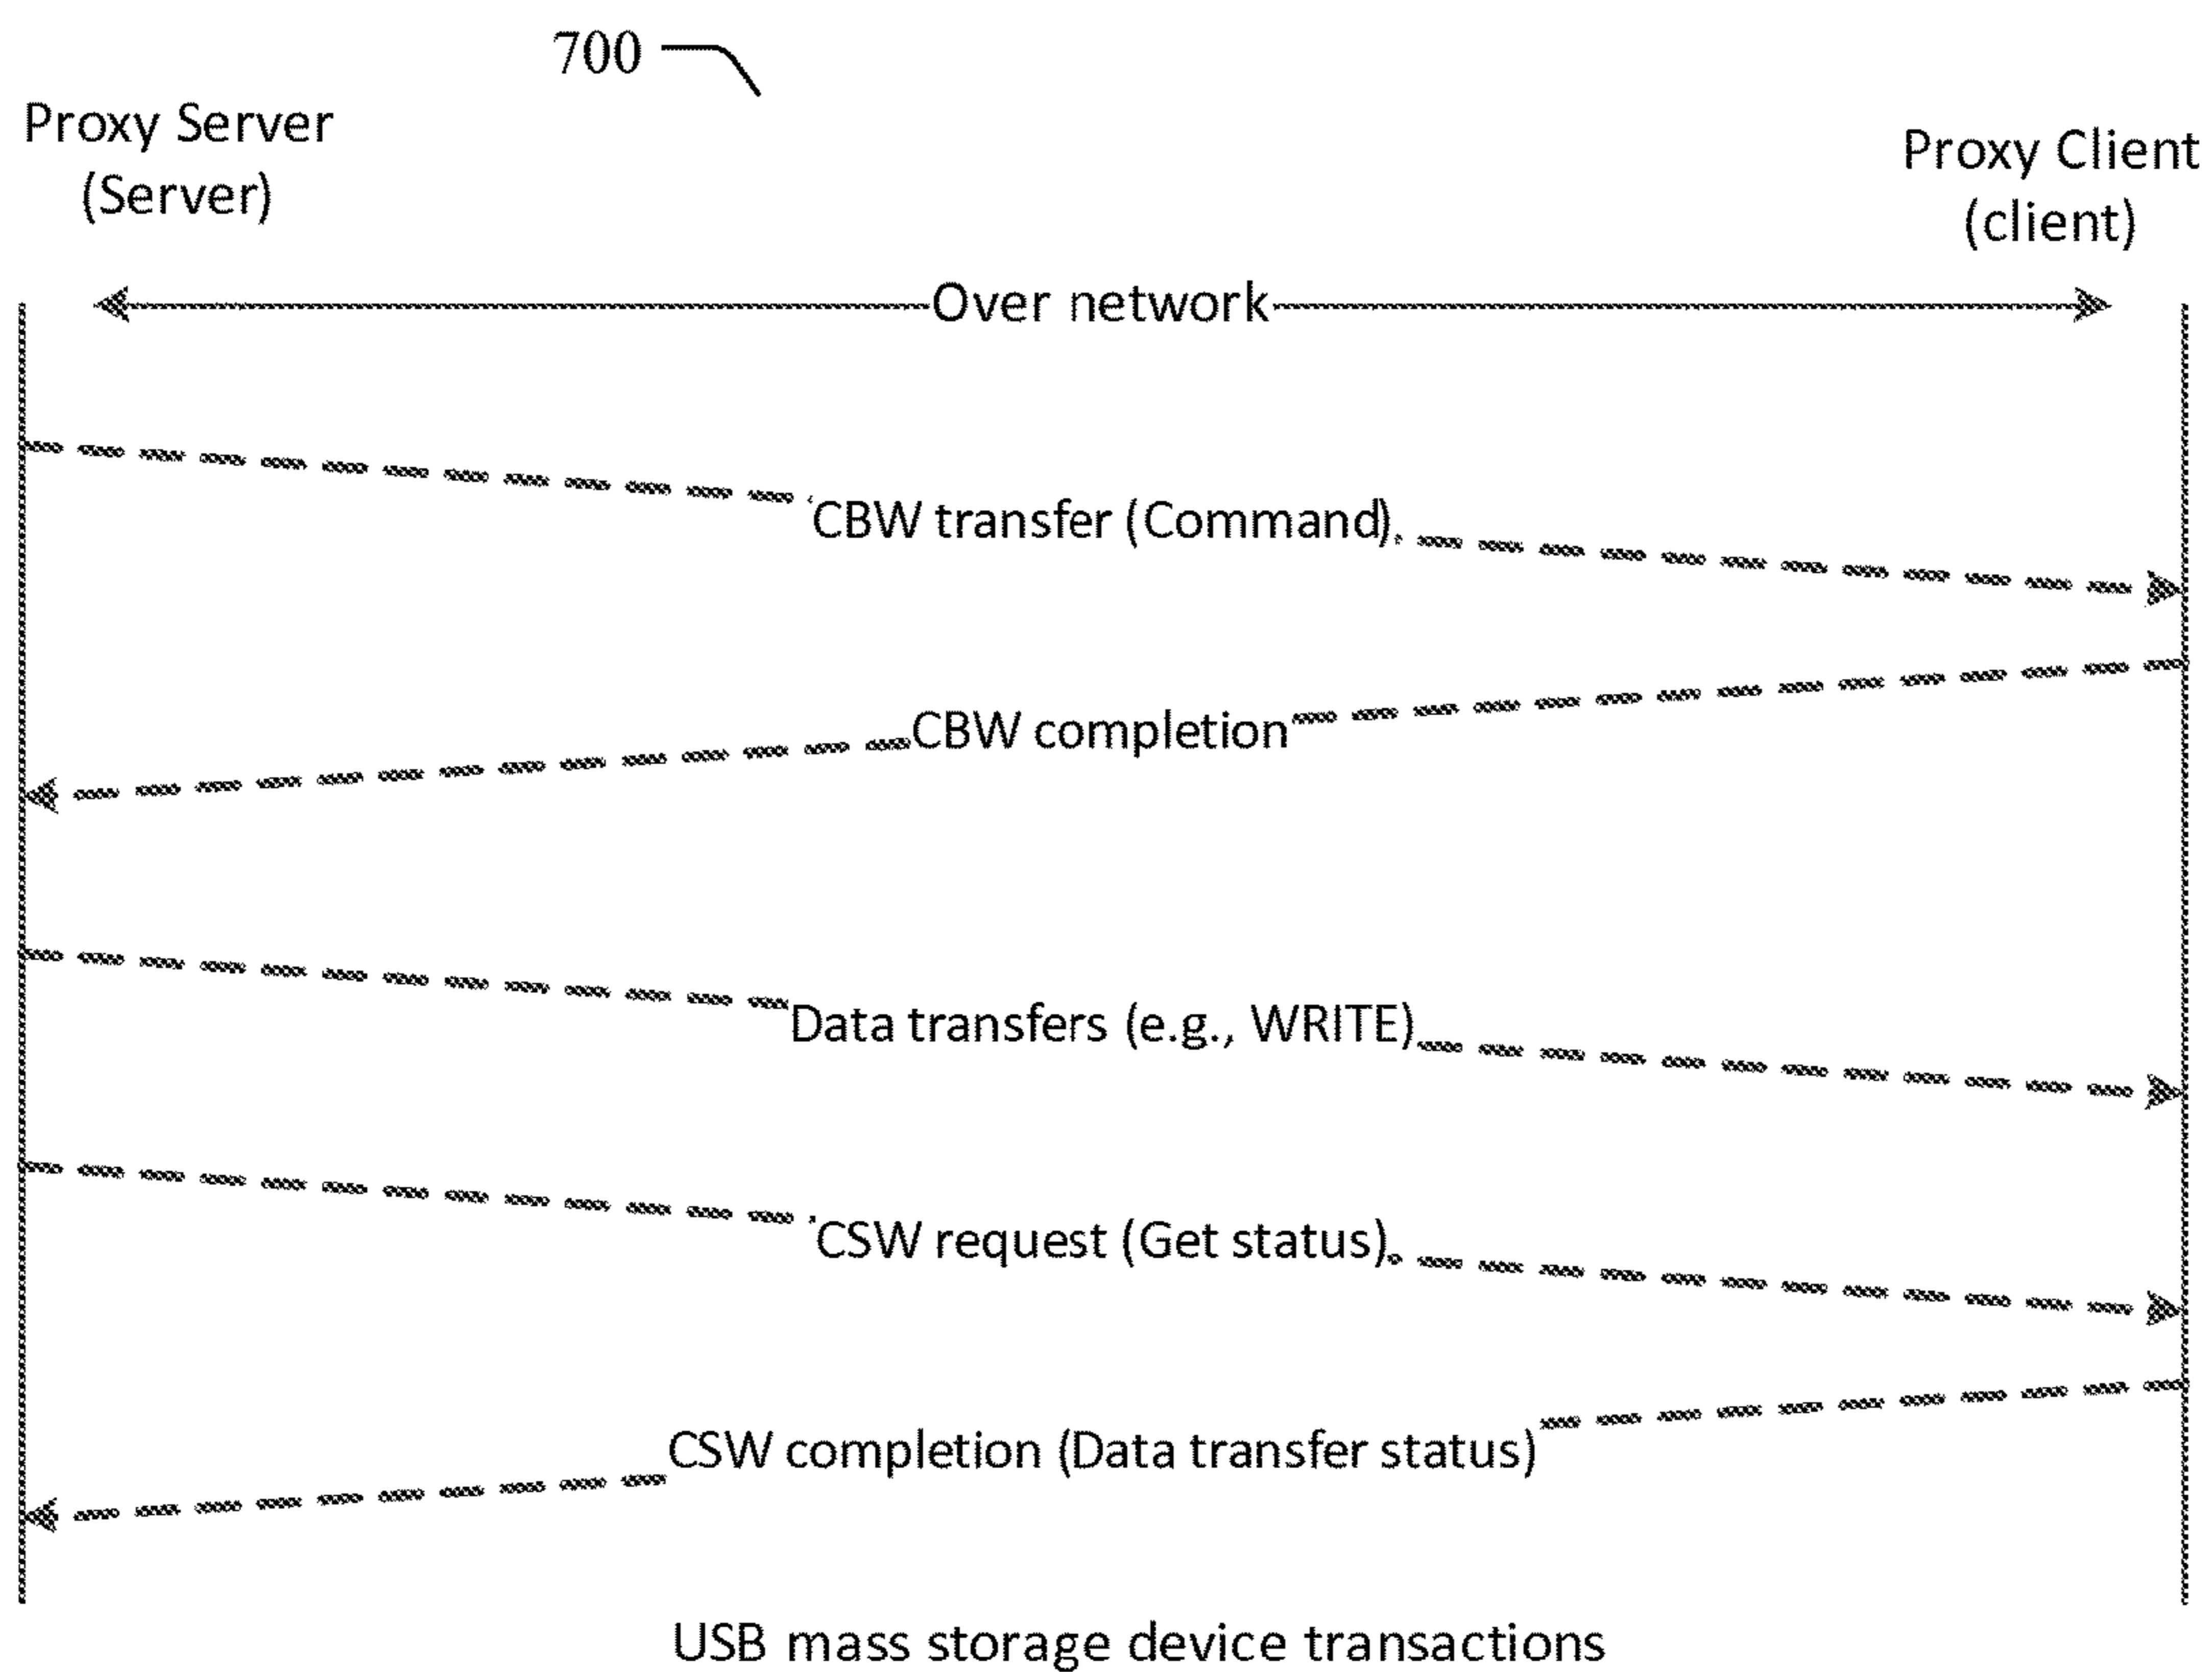 700
Proxy Server
(Server)
Proxy Client
(client)
Over network
CBW transfer (Command)
CBW completion
Data transfers (e.g., WRITE)
CSW request (Get status)
CSW completion (Data transfer status)
USB mass storage device transactions